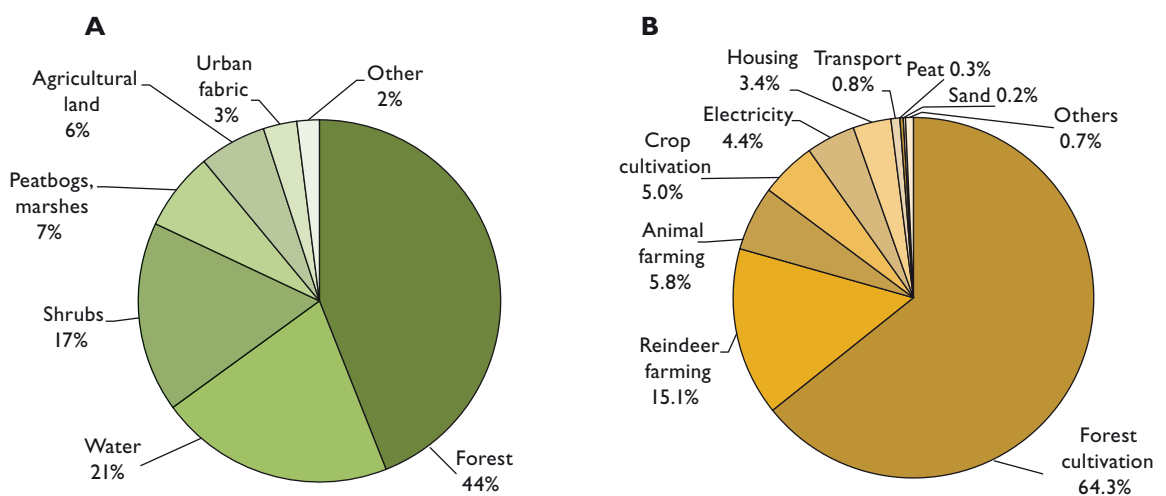 A
Other
2%
Urban
fabric
3%
Agricultural
land
6%
Peatbogs,
marshes
7%
Shrubs
17%
Water
21%
Forest
44%
B
Housing
3.4%
Transport
0.8%
Peat 0.3%
Sand 0.2%
Others
0.7%
Electricity
4.4%
Crop
cultivation
5.0%
Animal
farming
5.8%
Reindeer
farming
15.1%
Forest
cultivation
64.3%